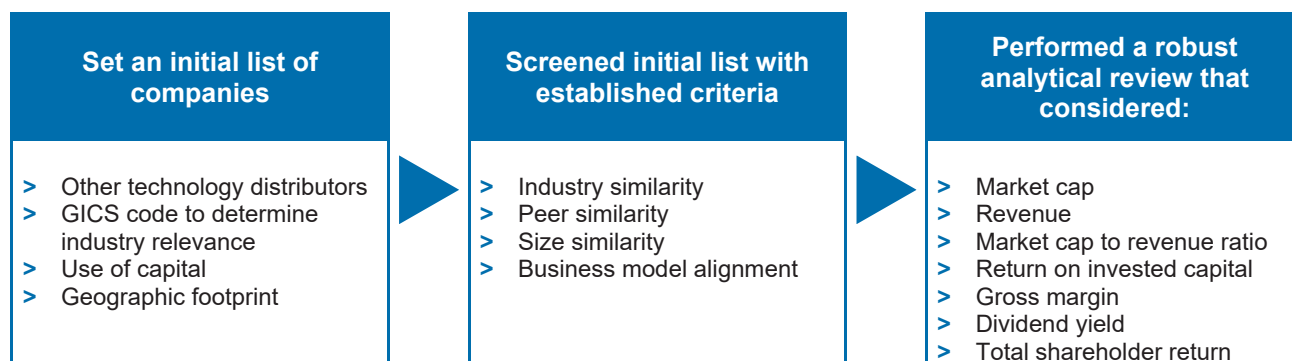 Set an initial list of
companies
> Other technology distributors
> GICS code to determine
industry relevance
> Use of capital
> Geographic footprint
Screened initial list with
established criteria
> Industry similarity
> Peer similarity
> Size similarity
> Business model alignment
Performed a robust
analytical review that
considered:
> Market cap
> Revenue
> Market cap to revenue ratio
> Return on invested capital
> Gross margin
> Dividend yield
> Total shareholder return